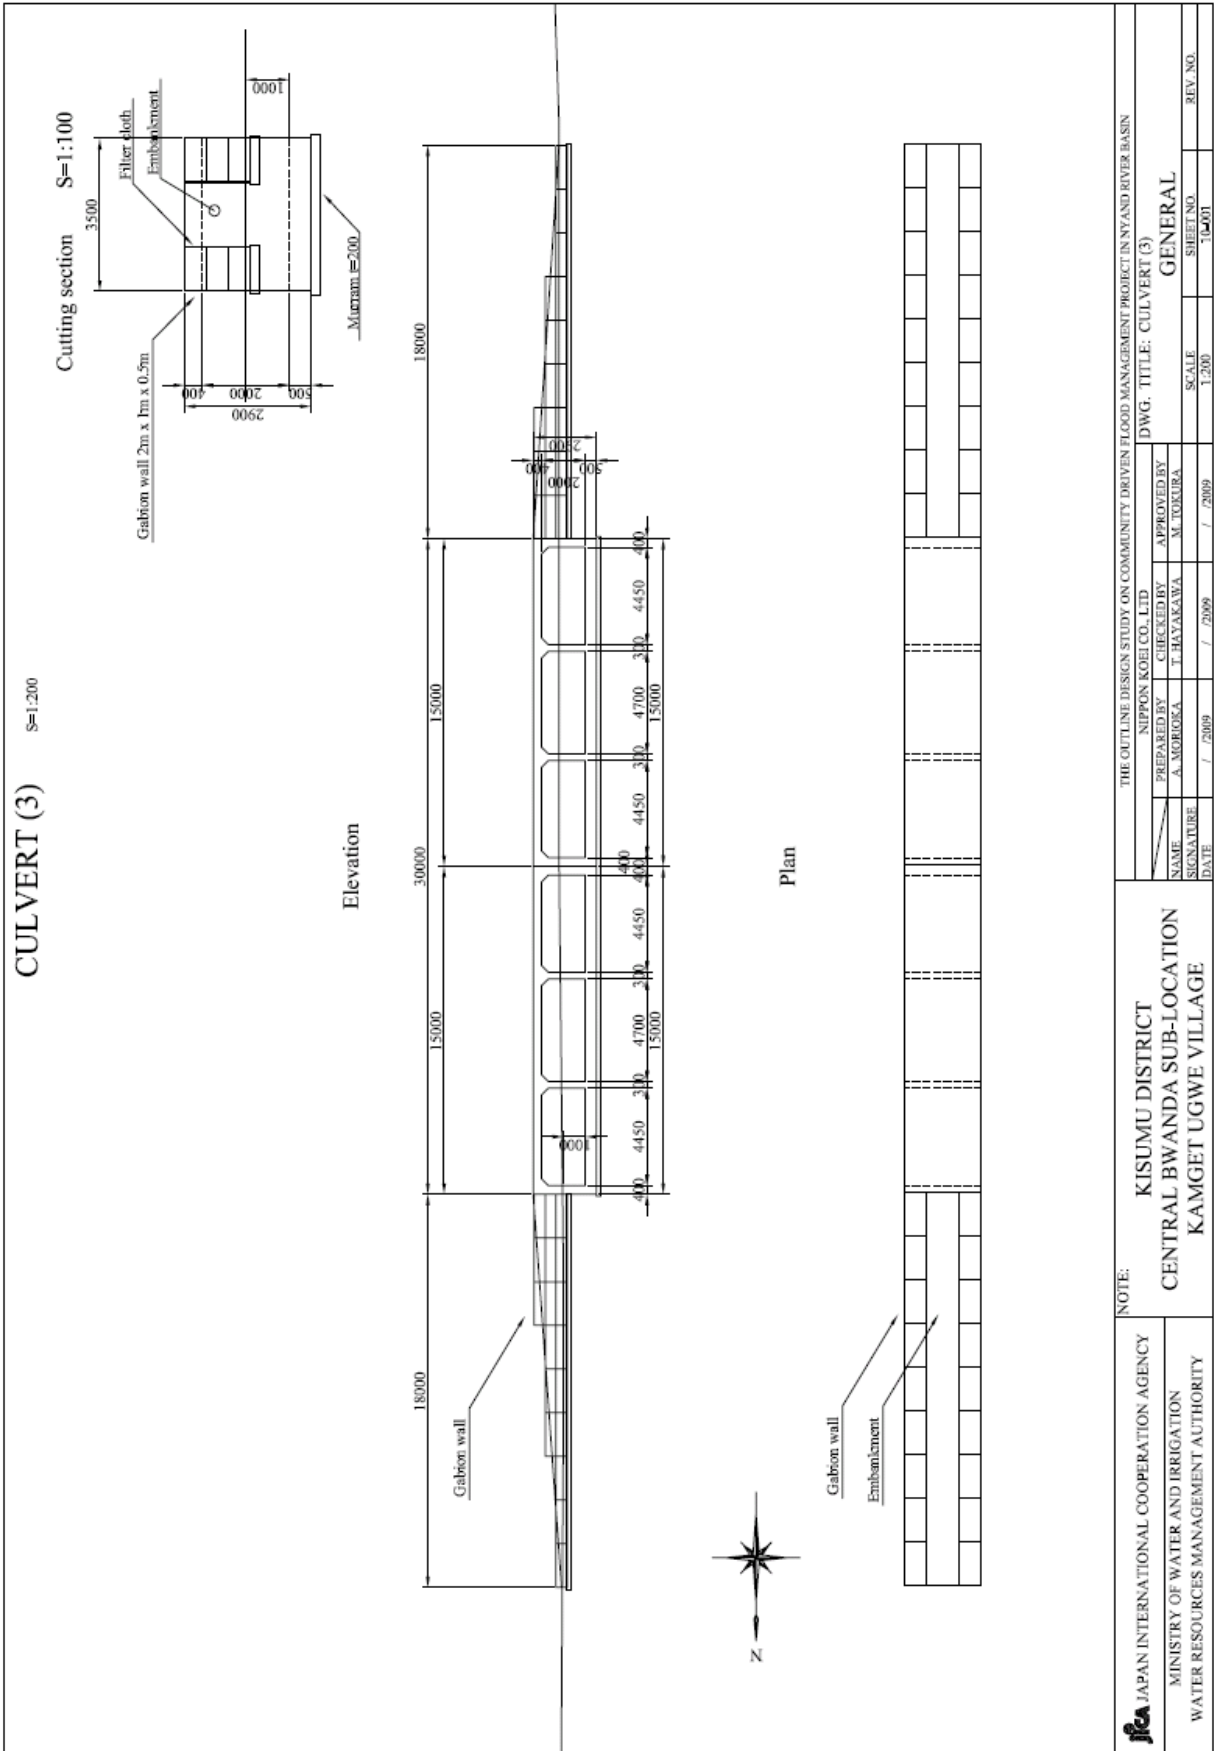 CULVERT (3)
S=1:200
Cutting section S=1:100
3500
Filter cloth
Embankment
1000
Gabion wall 2m x 1m x 0.5m
400
2000
500
2900
Murram t=200
Elevation
18000
30000
18000
15000
15000
Gabion wall
400
2000
500
2900
1000
400
4450
300
4700
300
4450
400
400
4450
300
4700
300
4450
400
15000
15000
Plan
Gabion wall
Embankment
N
JICA JAPAN INTERNATIONAL COOPERATION AGENCY
MINISTRY OF WATER AND IRRIGATION
WATER RESOURCES MANAGEMENT AUTHORITY
NOTE:
KISUMU DISTRICT
CENTRAL BWANDA SUB-LOCATION
KAMGET UGWE VILLAGE
THE OUTLINE DESIGN STUDY ON COMMUNITY DRIVEN FLOOD MANAGEMENT PROJECT IN NYAND RIVER BASIN
NIPPON KOEI CO., LTD
PREPARED BY CHECKED BY APPROVED BY
NAME A. MORIOKA T. HAYAKAWA M. TOKURA
SIGNATURE
DATE / /2009 / /2009 / /2009
DWG. TITLE: CULVERT (3)
GENERAL
SCALE SHEET NO. REV. NO.
1:200 10-001